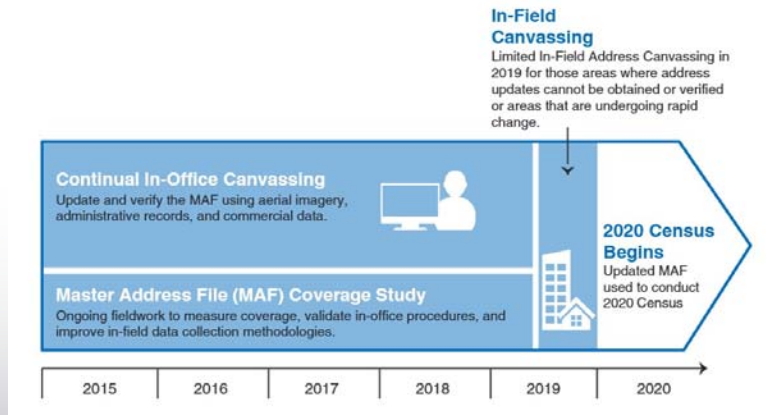 In-Field
Canvassing
Limited In-Field Address Canvassing in
2019 for those areas where address
updates cannot be obtained or verified
or areas that are undergoing rapid
change.
Continual In-Office Canvassing
Update and verify the MAF using aerial imagery,
administrative records, and commercial data.
Master Address File (MAF) Coverage Study
Ongoing fieldwork to measure coverage, validate in-office procedures, and
improve in-field data collection methodologies.
2020 Census
Begins
Updated MAF
used to conduct
2020 Census
2015 2016 2017 2018 2019 2020